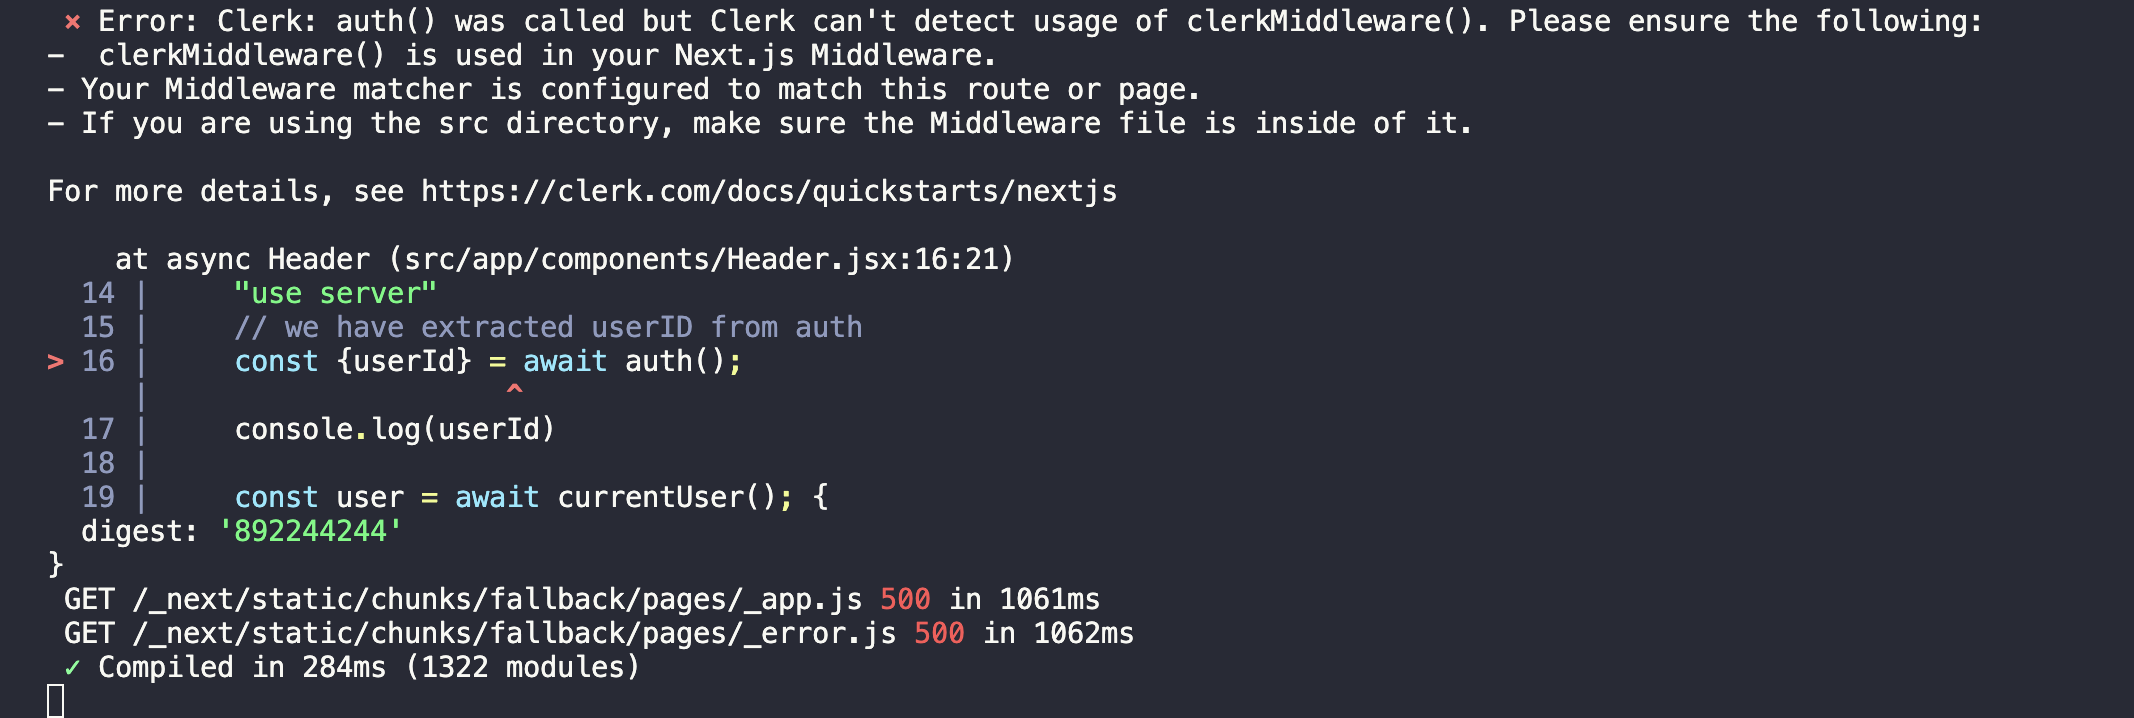 × Error: Clerk: auth() was called but Clerk can't detect usage of clerkMiddleware(). Please ensure the following:
-  clerkMiddleware() is used in your Next.js Middleware.
- Your Middleware matcher is configured to match this route or page.
- If you are using the src directory, make sure the Middleware file is inside of it.
For more details, see https://clerk.com/docs/quickstarts/nextjs
at async Header (src/app/components/Header.jsx:16:21)
14 |     "use server"
15 |     // we have extracted userID from auth
> 16 |     const {userId} = await auth();
|                      ^
17 |     console.log(userId)
18 |
19 |     const user = await currentUser(); {
digest: '892244244'
}
GET /_next/static/chunks/fallback/pages/_app.js 500 in 1061ms
GET /_next/static/chunks/fallback/pages/_error.js 500 in 1062ms
✓ Compiled in 284ms (1322 modules)